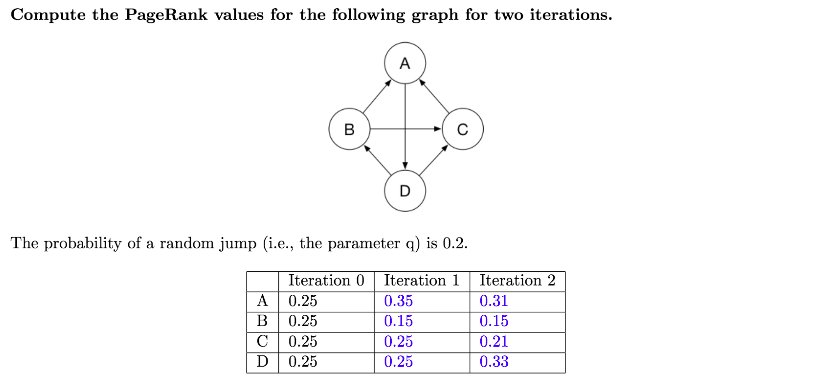 Compute the PageRank values for the following graph for two iterations.
A
B
C
D
The probability of a random jump (i.e., the parameter q) is 0.2.
Iteration 0 Iteration 1 Iteration 2
A 0.25 0.35 0.31
B 0.25 0.15 0.15
C 0.25 0.25 0.21
D 0.25 0.25 0.33